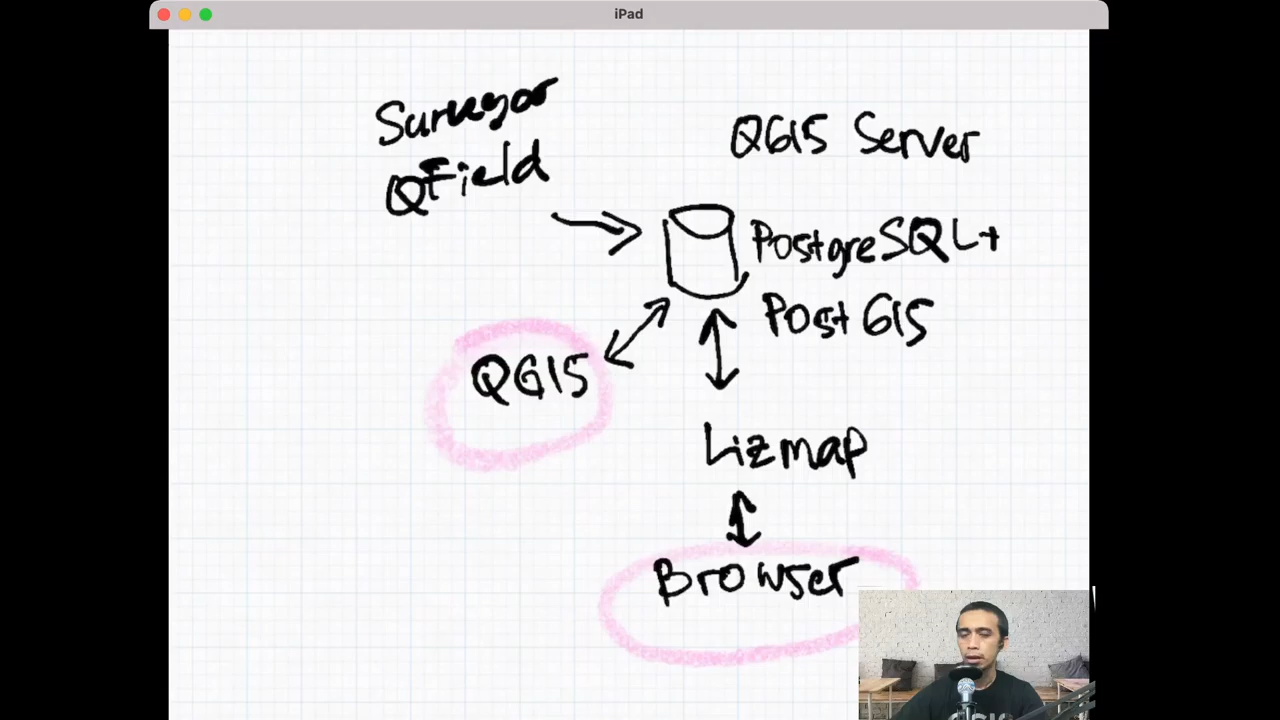 iPad
Surveyor
QField
QGIS Server
PostgreSQL +
PostGIS
QGIS
Lizmap
Browser